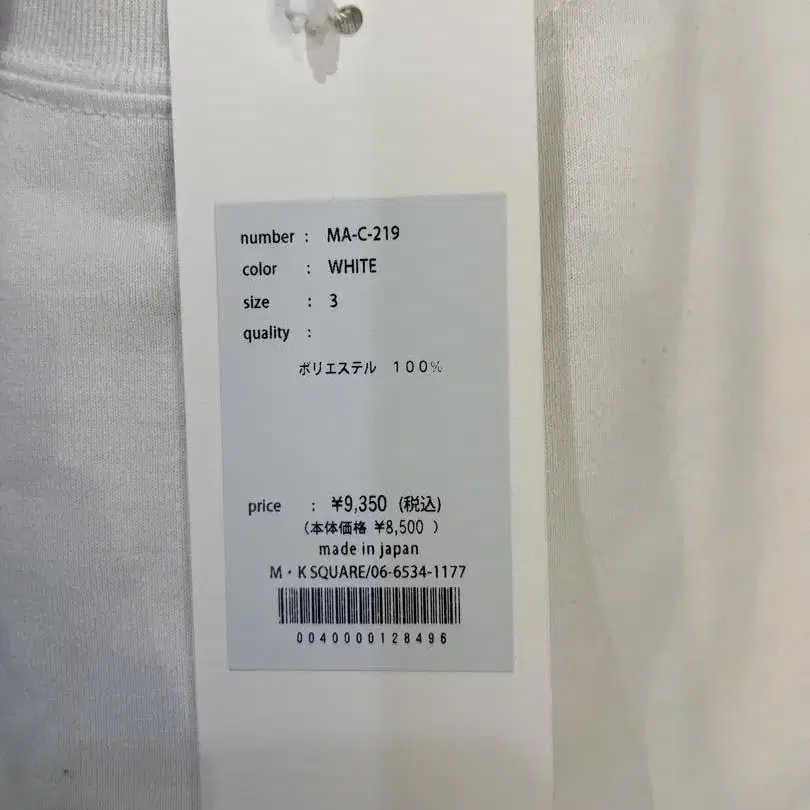 number : MA-C-219
color : WHITE
size : 3
quality :
ポリエステル 100%
price : ¥9,350 (税込)
(本体価格 ¥8,500 )
made in japan
M・K SQUARE/06-6534-1177
0040000128496